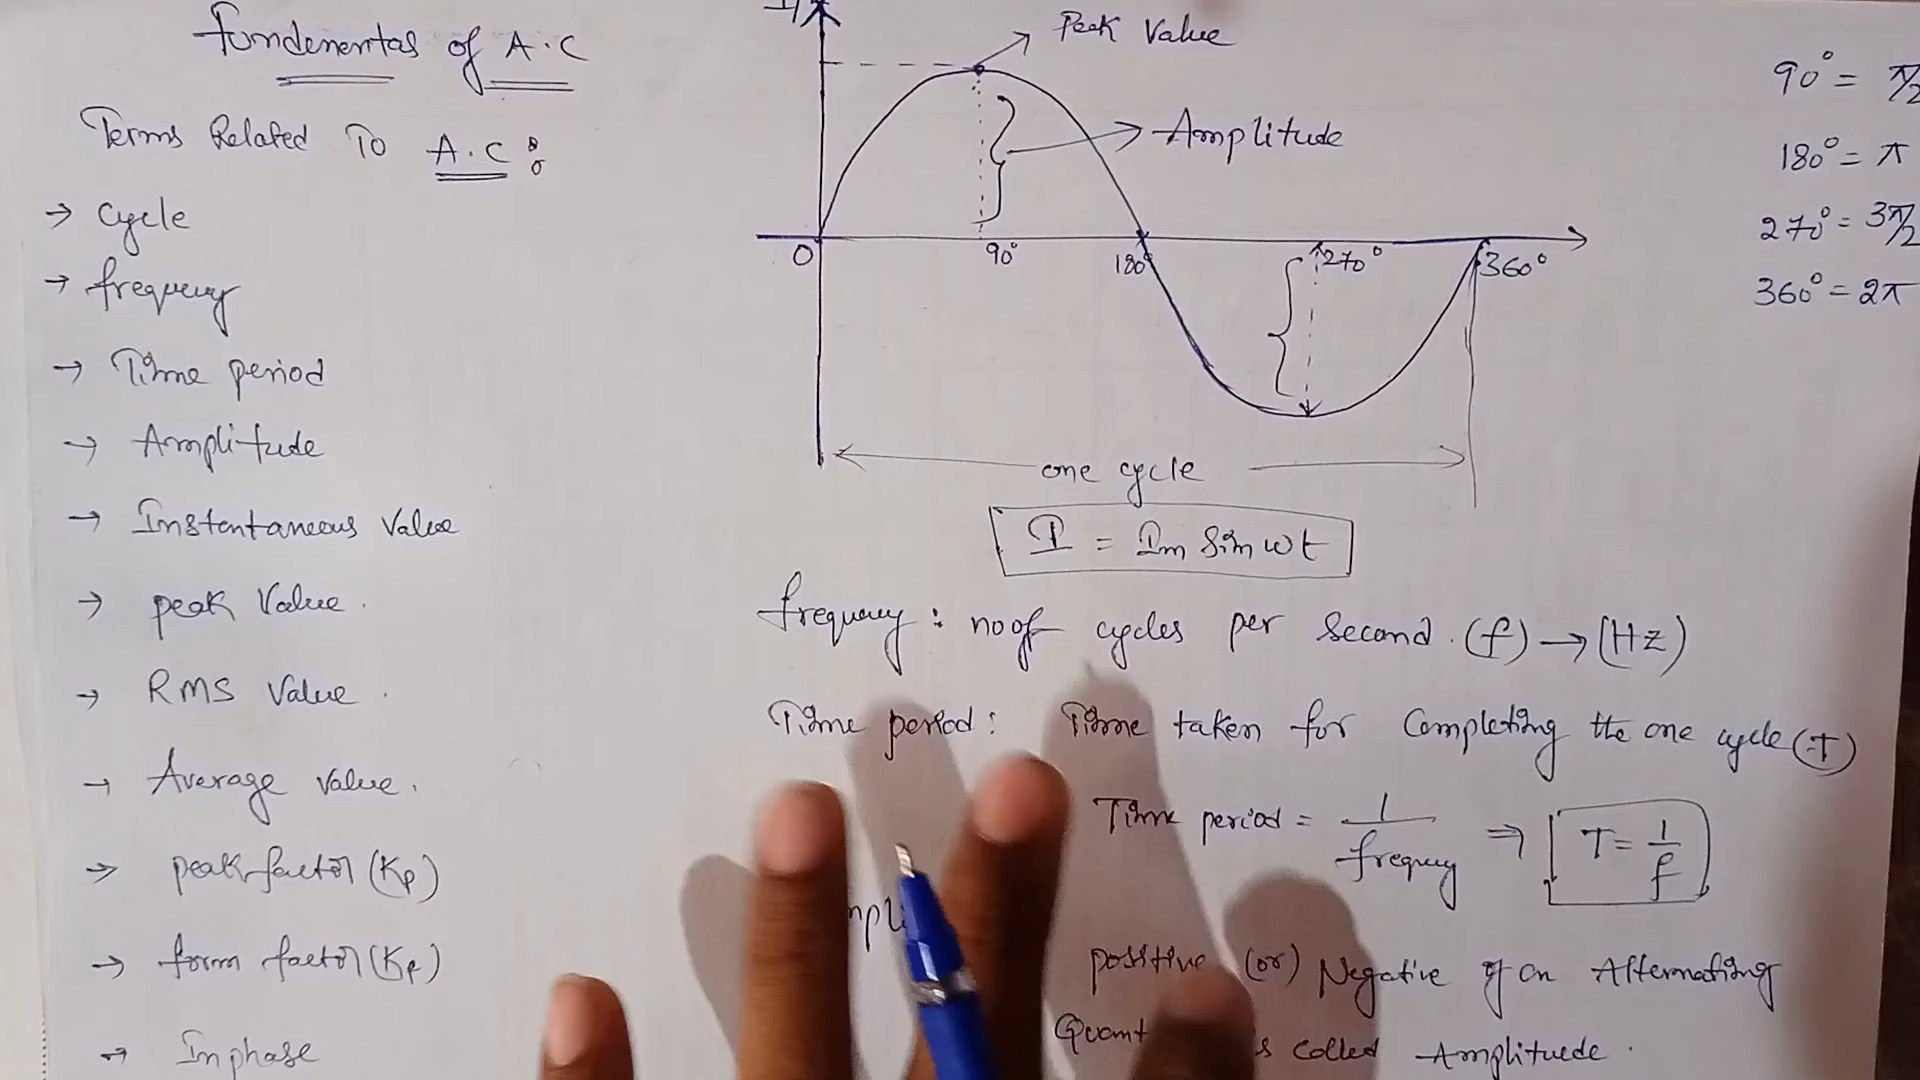 Fundementas of A.C
Terms Related To A.C:
→ Cycle
→ frequency
→ Time period
→ Amplitude
→ Instentaneous Value
→ peak Value.
→ RMS Value.
→ Average Value.
→ peak factor (Kp)
→ form factor (Kf)
→ Inphase
Peak Value
Amplitude
0 90° 180° 270° 360°
one cycle
I = Im Sin ωt
frequency : no of cycles per Second. (f) → (Hz)
Time period : Time taken for Completing the one cycle (T)
Time period = 1/frequency ⇒ T = 1/f
positive (or) Negative of an Alternating
is called Amplitude.
90° = π/2
180° = π
270° = 3π/2
360° = 2π